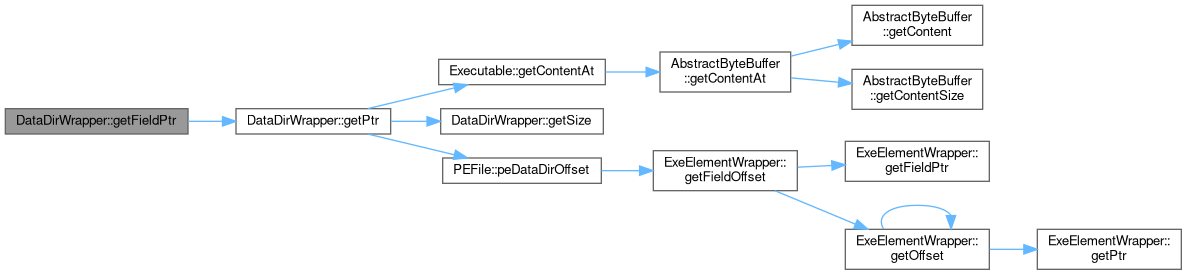 DataDirWrapper::getFieldPtr
DataDirWrapper::getPtr
Executable::getContentAt
AbstractByteBuffer
::getContentAt
AbstractByteBuffer
::getContent
AbstractByteBuffer
::getContentSize
DataDirWrapper::getSize
PEFile::peDataDirOffset
ExeElementWrapper::
getFieldOffset
ExeElementWrapper::
getFieldPtr
ExeElementWrapper::
getOffset
ExeElementWrapper::
getPtr